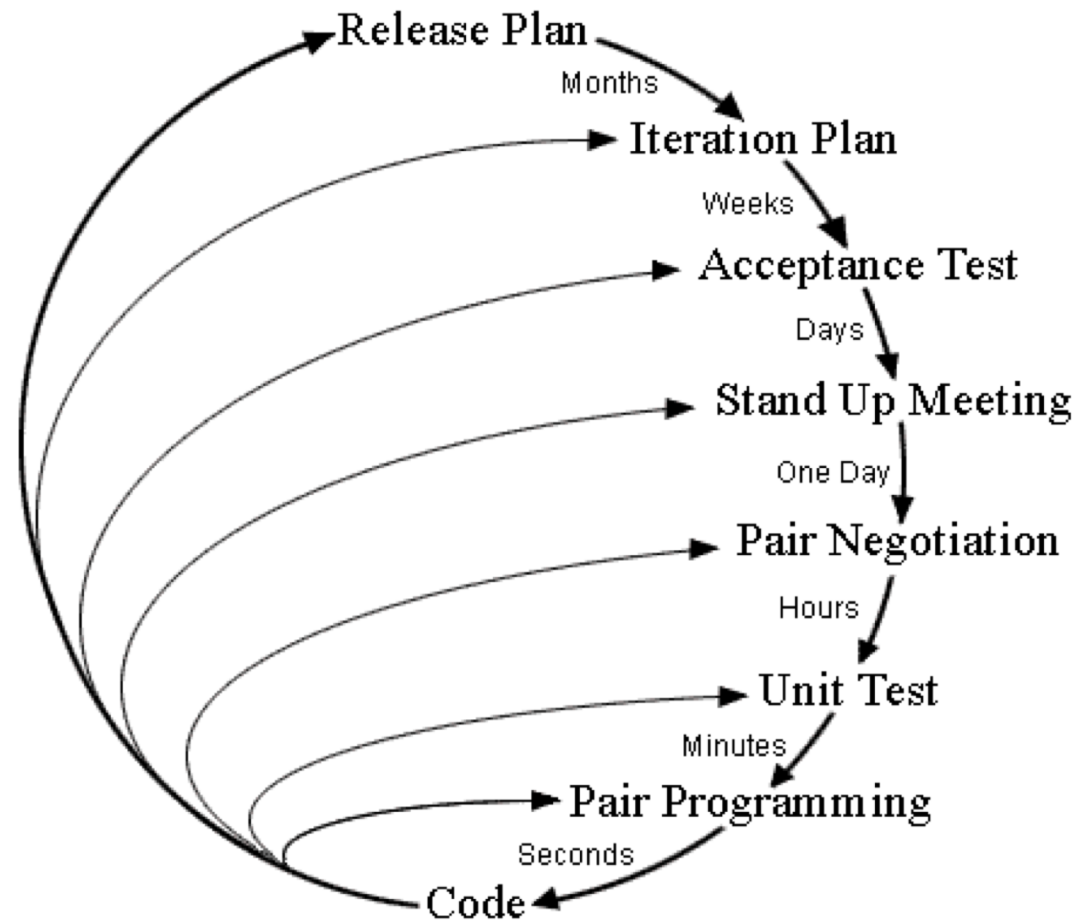 Release Plan
Months
Iteration Plan
Weeks
Acceptance Test
Days
Stand Up Meeting
One Day
Pair Negotiation
Hours
Unit Test
Minutes
Pair Programming
Seconds
Code